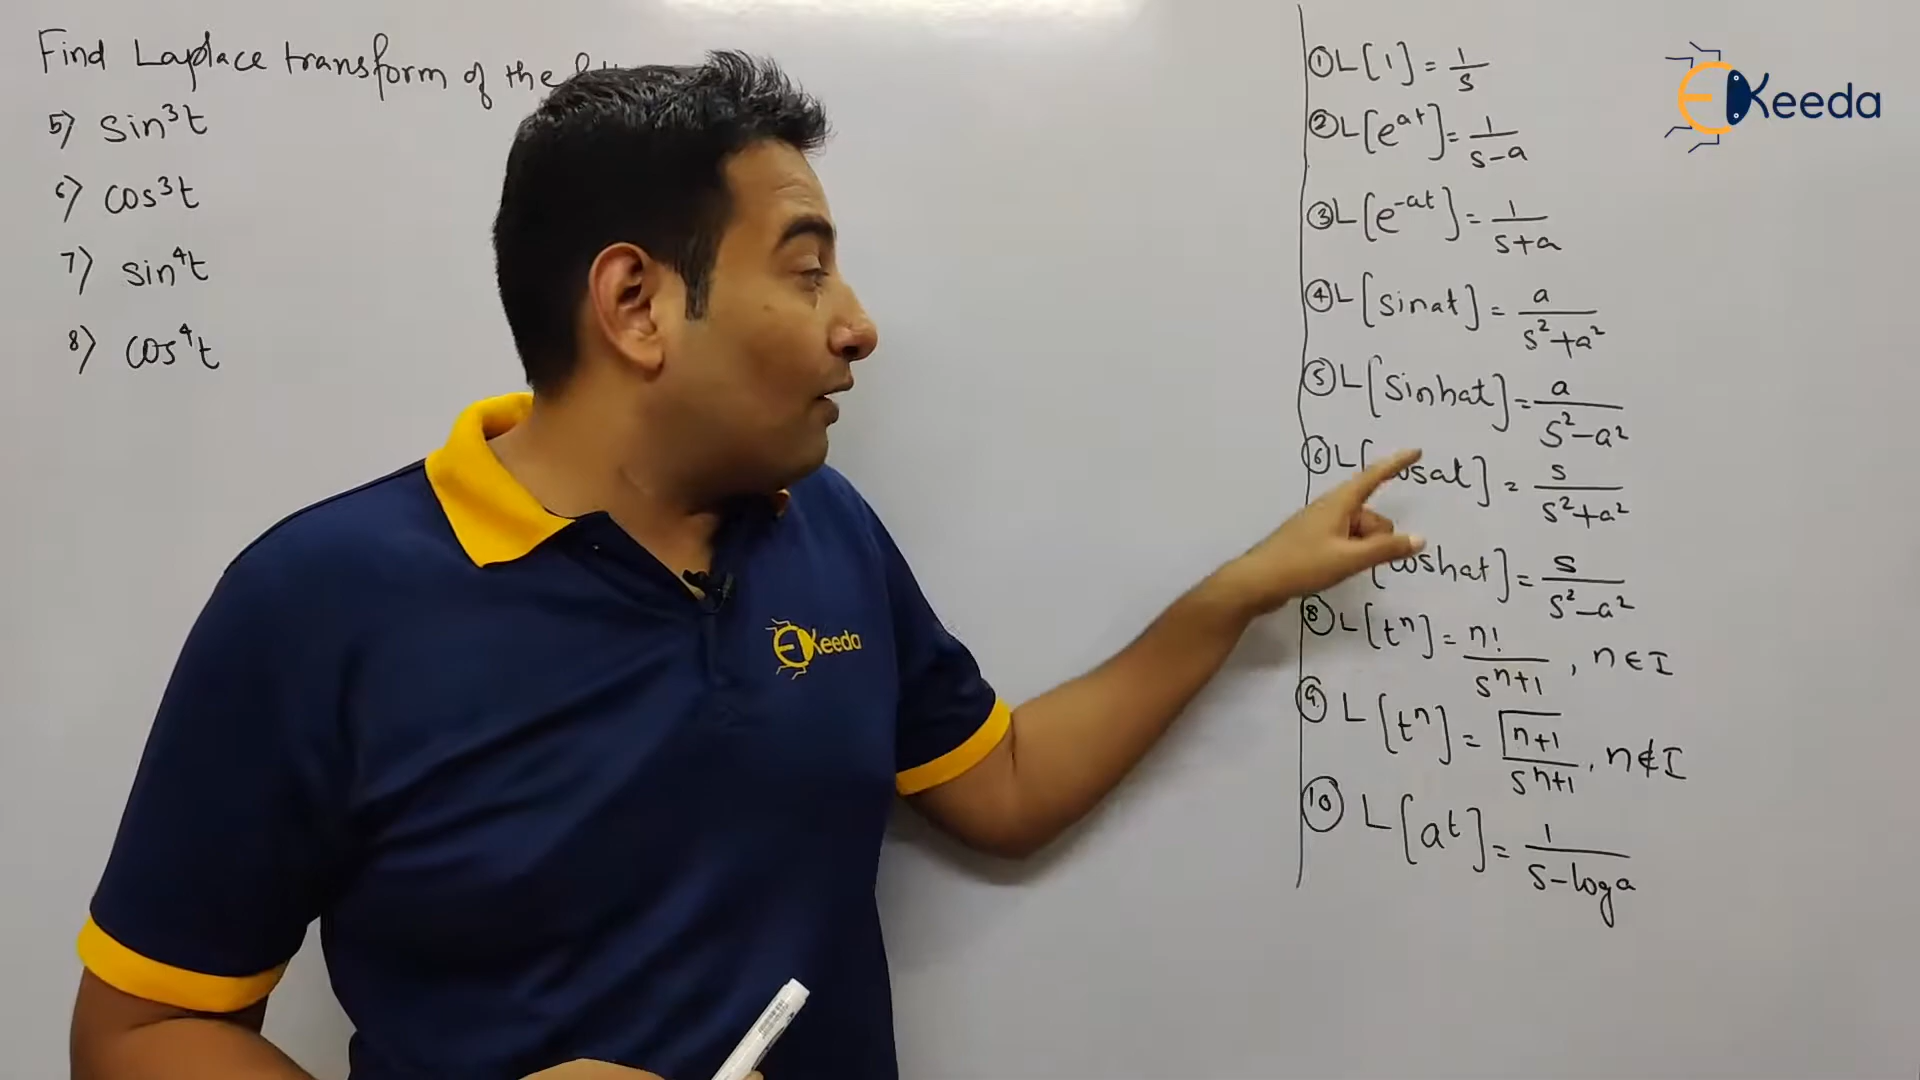 Find Laplace transform of the
5) sin³t
6) cos³t
7) sin⁴t
8) cos⁴t
① L[1] = 1/s
② L[e^at] = 1/(s-a)
③ L[e^-at] = 1/(s+a)
④ L[sinat] = a/(s²+a²)
⑤ L[sinhat] = a/(s²-a²)
⑥ L[cosat] = s/(s²+a²)
[coshat] = s/(s²-a²)
⑧ L[tⁿ] = n!/s^(n+1), n∈I
⑨ L[tⁿ] = Γn+1/s^(n+1), n∉I
⑩ L[a^t] = 1/(s-loga)
EKeeda
EKeeda